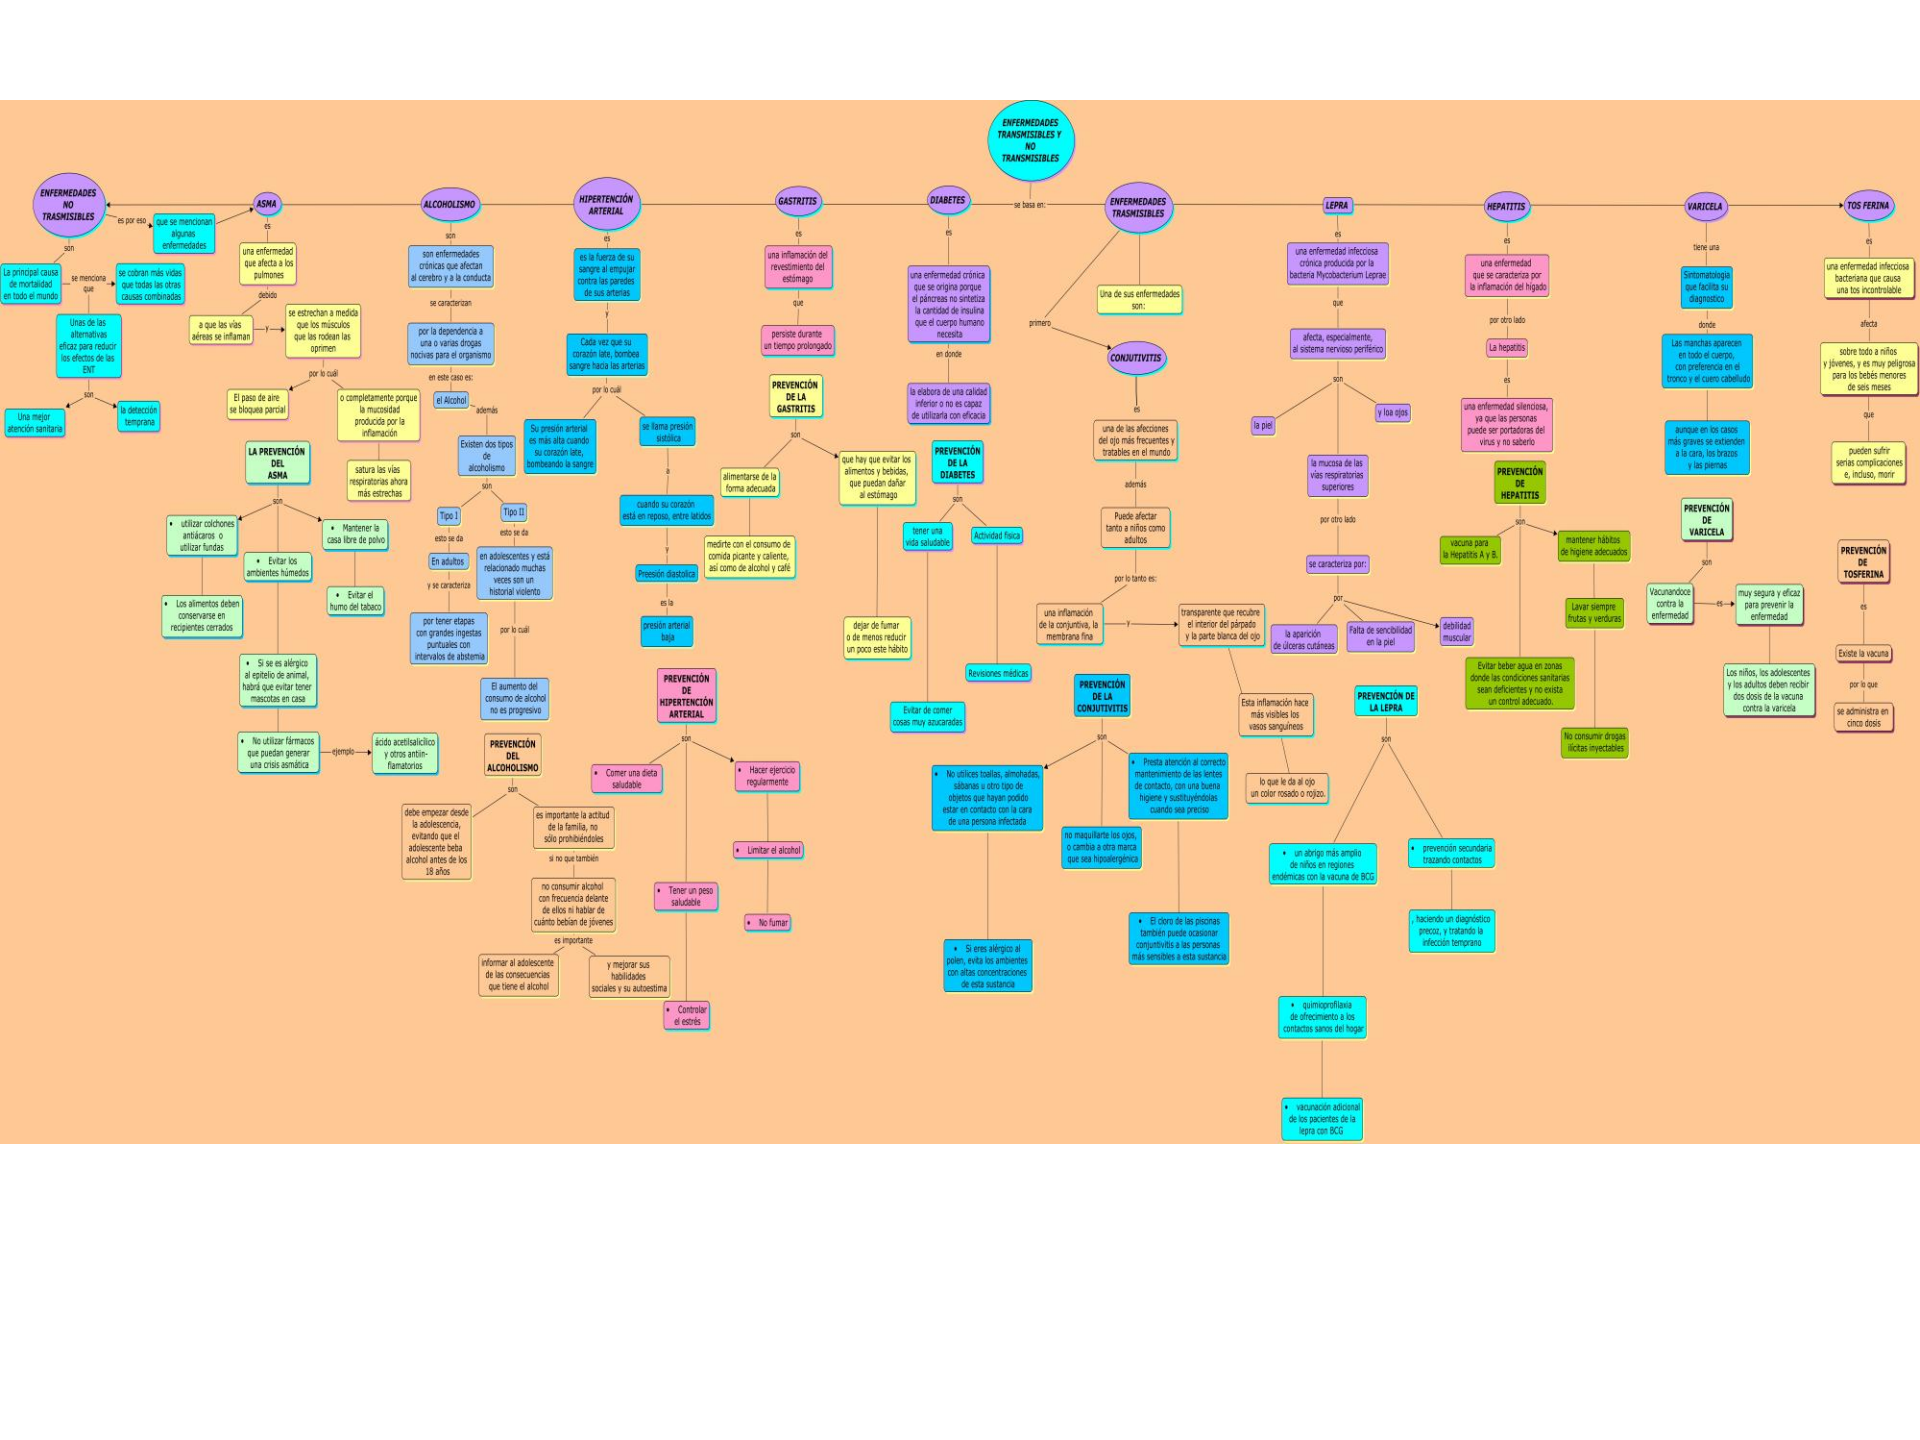 ENFERMEDADES
TRANSMISIBLES Y
NO
TRANSMISIBLES
se basa en:
ENFERMEDADES
NO
TRASMISIBLES
es por eso
que se mencionan
algunas
enfermedades
son
La principal causa
de mortailidad
en todo el mundo
se menciona
que
se cobran más vidas
que todas las otras
causas combinadas
Unas de las
alternativas
eficaz para reducir
los efectos de las
ENT
son
Una mejor
atención sanitaria
la detección
temprana
ASMA
es
una enfermedad
que afecta a los
pulmones
debido
a que las vías
aéreas se inflaman
y
se estrechan a medida
que los músculos
que las rodean las
oprimen
por lo cuál
El paso de aire
se bloquea parcial
o completamente porque
la mucosidad
producida por la
inflamación
satura las vías
respiratorias ahora
más estrechas
LA PREVENCIÓN
DEL
ASMA
son
• utilizar colchones
antiácaros o
utilizar fundas
• Mantener la
casa libre de polvo
• Evitar los
ambientes húmedos
• Los alimentos deben
conservarse en
recipientes cerrados
• Evitar el
humo del tabaco
• Si se es alérgico
al epitelio de animal,
habrá que evitar tener
mascotes en casa
• No utilizar fármacos
que puedan generar
una crisis asmática
ejemplo
ácido acetilsalicílico
y otros antiin-
flamatorios
ALCOHOLISMO
son
son enfermedades
crónicas que afectan
al cerebro y a la conducta
se caracterizan
por la dependencia a
una o varias drogas
nocivas para el organismo
en este caso es:
el Alcohol
además
Existen dos tipos
de
alcoholismo
son
Tipo I
Tipo II
esto se da
esto se da
En adultos
en adolescentes y está
relacionado muchas
veces son un
historial violento
y se caracteriza
por tener etapas
con grandes ingestas
puntuales con
intervalos de abstemia
por lo cuál
El aumento del
consumo de alcohol
no es progresivo
PREVENCIÓN
DEL
ALCOHOLISMO
son
debe empezar desde
la adolescencia,
evitando que el
adolescente beba
alcohol antes de los
18 años
es importante la actitud
de la familia, no
sólo prohibiéndoles
si no que también
no consumir alcohol
con frecuencia delante
de ellos ni hablar de
cuánto bebían de jóvenes
es importante
informar al adolescente
de las consecuencias
que tiene el alcohol
y mejorar sus
habilidades
sociales y su autoestima
HIPERTENCIÓN
ARTERIAL
es
es la fuerza de su
sangre al empujar
contra las paredes
de sus arterias
y
Cada vez que su
corazón late, bombea
sangre hacia las arterias
por lo cuál
Su presión arterial
es más alta cuando
su corazón late,
bombeando la sangre
se llama presión
sistólica
a
cuando su corazón
está en reposo, entre latidos
y
Preesión diastolica
es la
presión arterial
baja
PREVENCIÓN
DE
HIPERTENCIÓN
ARTERIAL
son
• Comer una dieta
saludable
• Hacer ejercicio
regularmente
• Limitar el alcohol
• Tener un peso
saludable
• No fumar
• Controlar
el estrés
GASTRITIS
es
una inflamación del
revestimiento del
estómago
que
persiste durante
un tiempo prolongado
PREVENCIÓN
DE LA
GASTRITIS
son
alimentarse de la
forma adecuada
que hay que evitar los
alimentos y bebidas,
que puedan dañar
al estómago
medirte con el consumo de
comida picante y caliente,
así como de alcohol y café
dejar de fumar
o de menos reducir
un poco este hábito
DIABETES
es
una enfermedad crónica
que se origina porque
el páncreas no sintetiza
la cantidad de insulina
que el cuerpo humano
necesita
en donde
la elabora de una calidad
inferior o no es capaz
de utilizarla con eficacia
PREVENCIÓN
DE LA
DIABETES
son
tener una
vida saludable
Actividad física
Revisiones médicas
Evitar de comer
cosas muy azucaradas
ENFERMEDADES
TRASMISIBLES
Una de sus enfermedades
son:
primero
CONJUTIVITIS
es
una de las afecciones
del ojo más frecuentes y
tratables en el mundo
además
Puede afectar
tanto a niños como
adultos
por lo tanto es:
una inflamación
de la conjuntiva, la
membrana fina
y
transparente que recubre
el interior del párpado
y la parte blanca del ojo
Esta inflamación hace
más visibles los
vasos sanguíneos
lo que le da al ojo
un color rosado o rojizo.
PREVENCIÓN
DE LA
CONJUTIVITIS
son
• No utilices toallas, almohadas,
sábanas u otro tipo de
objetos que hayan podido
estar en contacto con la cara
de una persona infectada
• Presta atención al correcto
mantenimiento de las lentes
de contacto, con una buena
higiene y sustituyéndolas
cuando sea preciso
no maquillarte los ojos,
o cambia a otra marca
que sea hipoalergénica
• Si eres alérgico al
polen, evita los ambientes
con altas concentraciones
de esta sustancia
• El cloro de las piscinas
también puede ocasionar
conjuntivitis a las personas
más sensibles a esta sustancia
LEPRA
es
una enfermedad infecciosa
crónica producida por la
bacteria Mycobacterium Leprae
que
afecta, especialmente,
al sistema nervioso periférico
son
la piel
y loa ojos
la mucosa de las
vías respiratorias
superiores
por otro lado
se caracteriza por:
por
la aparición
de úlceras cutáneas
Falta de sencibilidad
en la piel
debilidad
muscular
PREVENCIÓN DE
LA LEPRA
son
• un abrigo más amplio
de niños en regiones
endémicas con la vacuna de BCG
• prevención secundaria
trazando contactos
, haciendo un diagnóstico
precoz, y tratando la
infección temprano
• quimioprofilaxia
de ofrecimiento a los
contactos sanos del hogar
• vacunación adicional
de los pacientes de la
lepra con BCG
HEPATITIS
es
una enfermedad
que se caracteriza por
la inflamación del hígado
por otro lado
La hepatitis
es
una enfermedad silenciosa,
ya que las personas
puede ser portadoras del
virus y no saberlo
PREVENCIÓN
DE
HEPATITIS
son
vacuna para
la Hepatitis A y B.
mantener hábitos
de higiene adecuados
Lavar siempre
frutas y verduras
Evitar beber agua en zonas
donde las condiciones sanitarias
sean deficientes y no exista
un control adecuado.
No consumir drogas
ilícitas inyectables
VARICELA
tiene una
Sintomatología
que facilita su
diagnostico
donde
Las manchas aparecen
en todo el cuerpo,
con preferencia en el
tronco y el cuero cabelludo
aunque en los casos
más graves se extienden
a la cara, los brazos
y las piernas
PREVENCIÓN
DE
VARICELA
son
Vacunandoce
contra la
enfermedad
es
muy segura y eficaz
para prevenir la
enfermedad
Los niños, los adolescentes
y los adultos deben recibir
dos dosis de la vacuna
contra la varicela
TOS FERINA
es
una enfermedad infecciosa
bacteriana que causa
una tos incontrolable
afecta
sobre todo a niños
y jóvenes, y es muy peligrosa
para los bebés menores
de seis meses
que
pueden sufrir
serias complicaciones
e, incluso, morir
PREVENCIÓN
DE
TOSFERINA
es
Existe la vacuna
por lo que
se administra en
cinco dosis